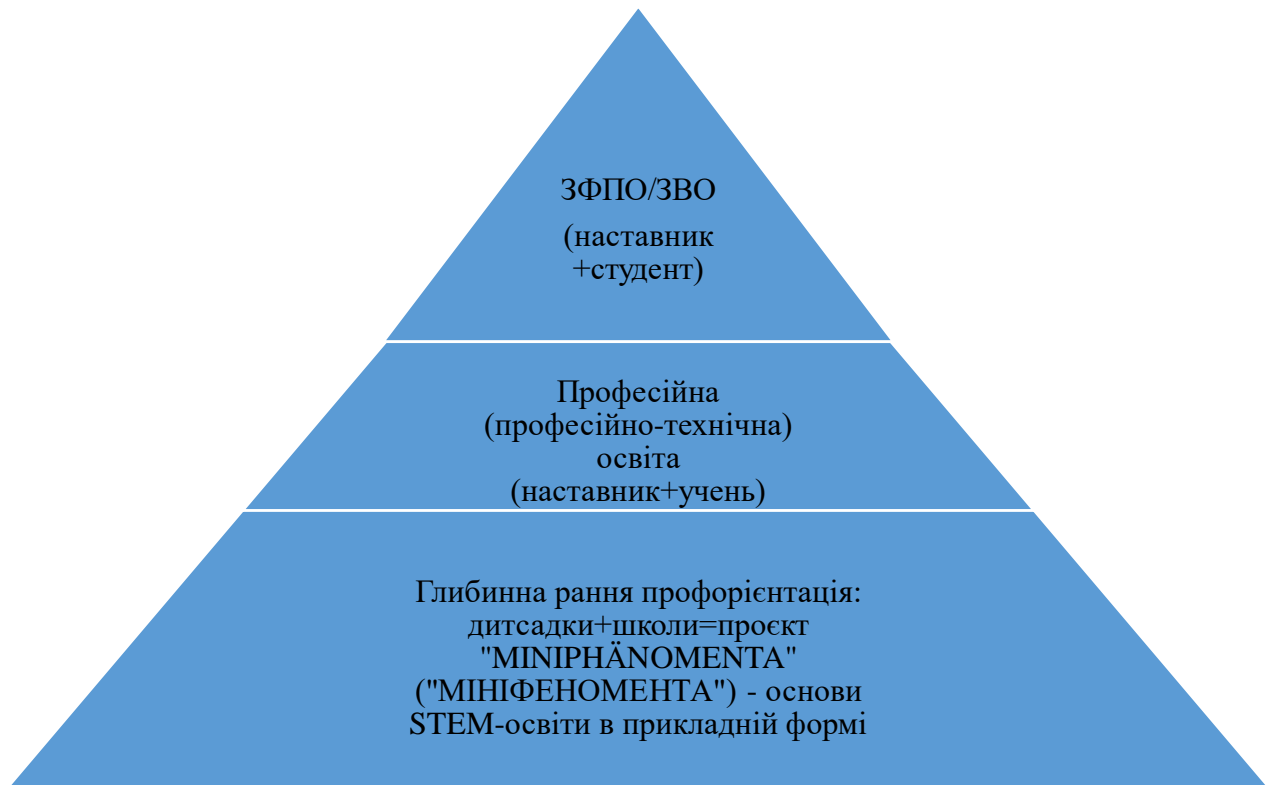 ЗФПО/ЗВО
(наставник
+студент)
Професійна
(професійно-технічна)
освіта
(наставник+учень)
Глибинна рання профорієнтація:
дитсадки+школи=проєкт
"MINIPHÄNOMENTA"
("МІНІФЕНОМЕНТА") - основи
STEM-освіти в прикладній формі